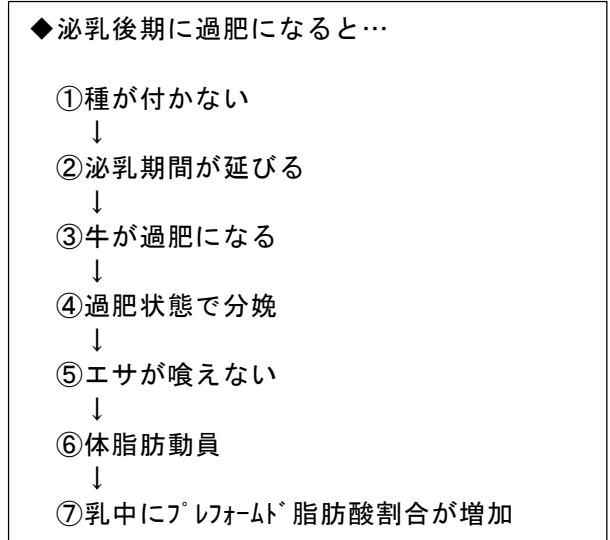 ◆泌乳後期に過肥になると…
①種が付かない
↓
②泌乳期間が延びる
↓
③牛が過肥になる
↓
④過肥状態で分娩
↓
⑤エサが喰えない
↓
⑥体脂肪動員
↓
⑦乳中にﾌﾟﾚﾌｫｰﾑﾄﾞ脂肪酸割合が増加